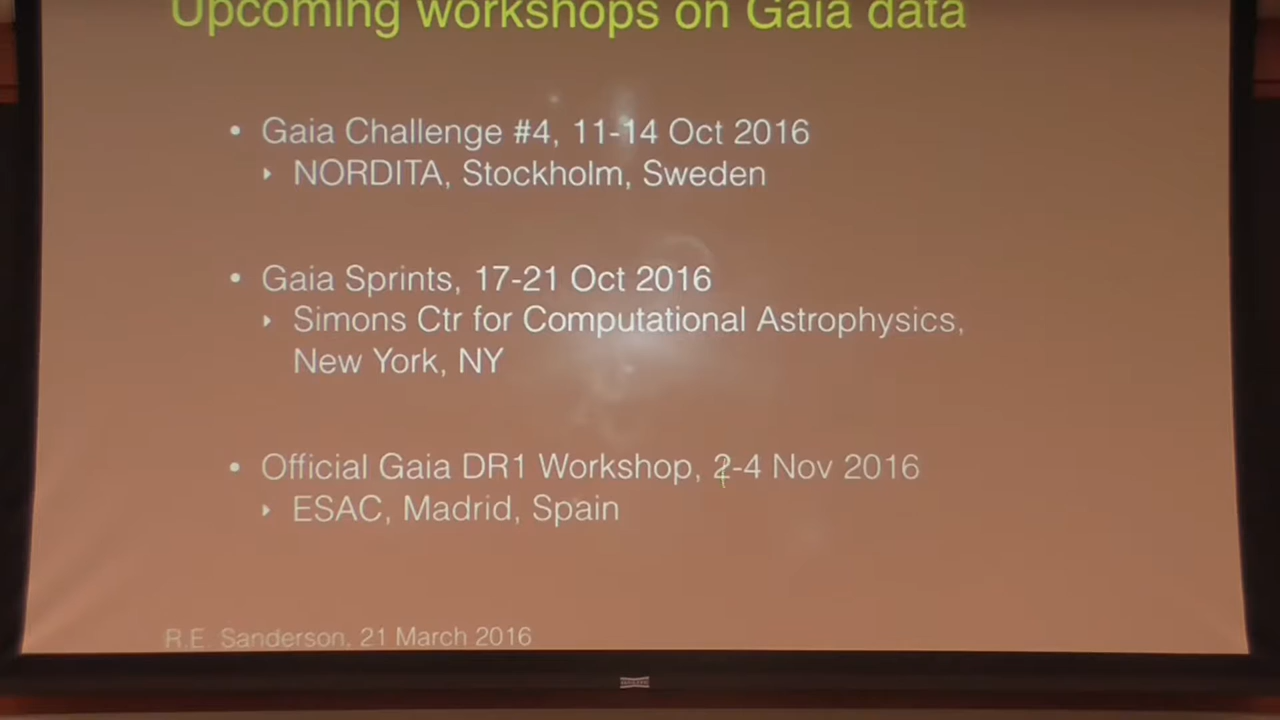 Upcoming workshops on Gaia data
• Gaia Challenge #4, 11-14 Oct 2016
‣ NORDITA, Stockholm, Sweden
• Gaia Sprints, 17-21 Oct 2016
‣ Simons Ctr for Computational Astrophysics,
New York, NY
• Official Gaia DR1 Workshop, 2-4 Nov 2016
‣ ESAC, Madrid, Spain
R.E. Sanderson, 21 March 2016